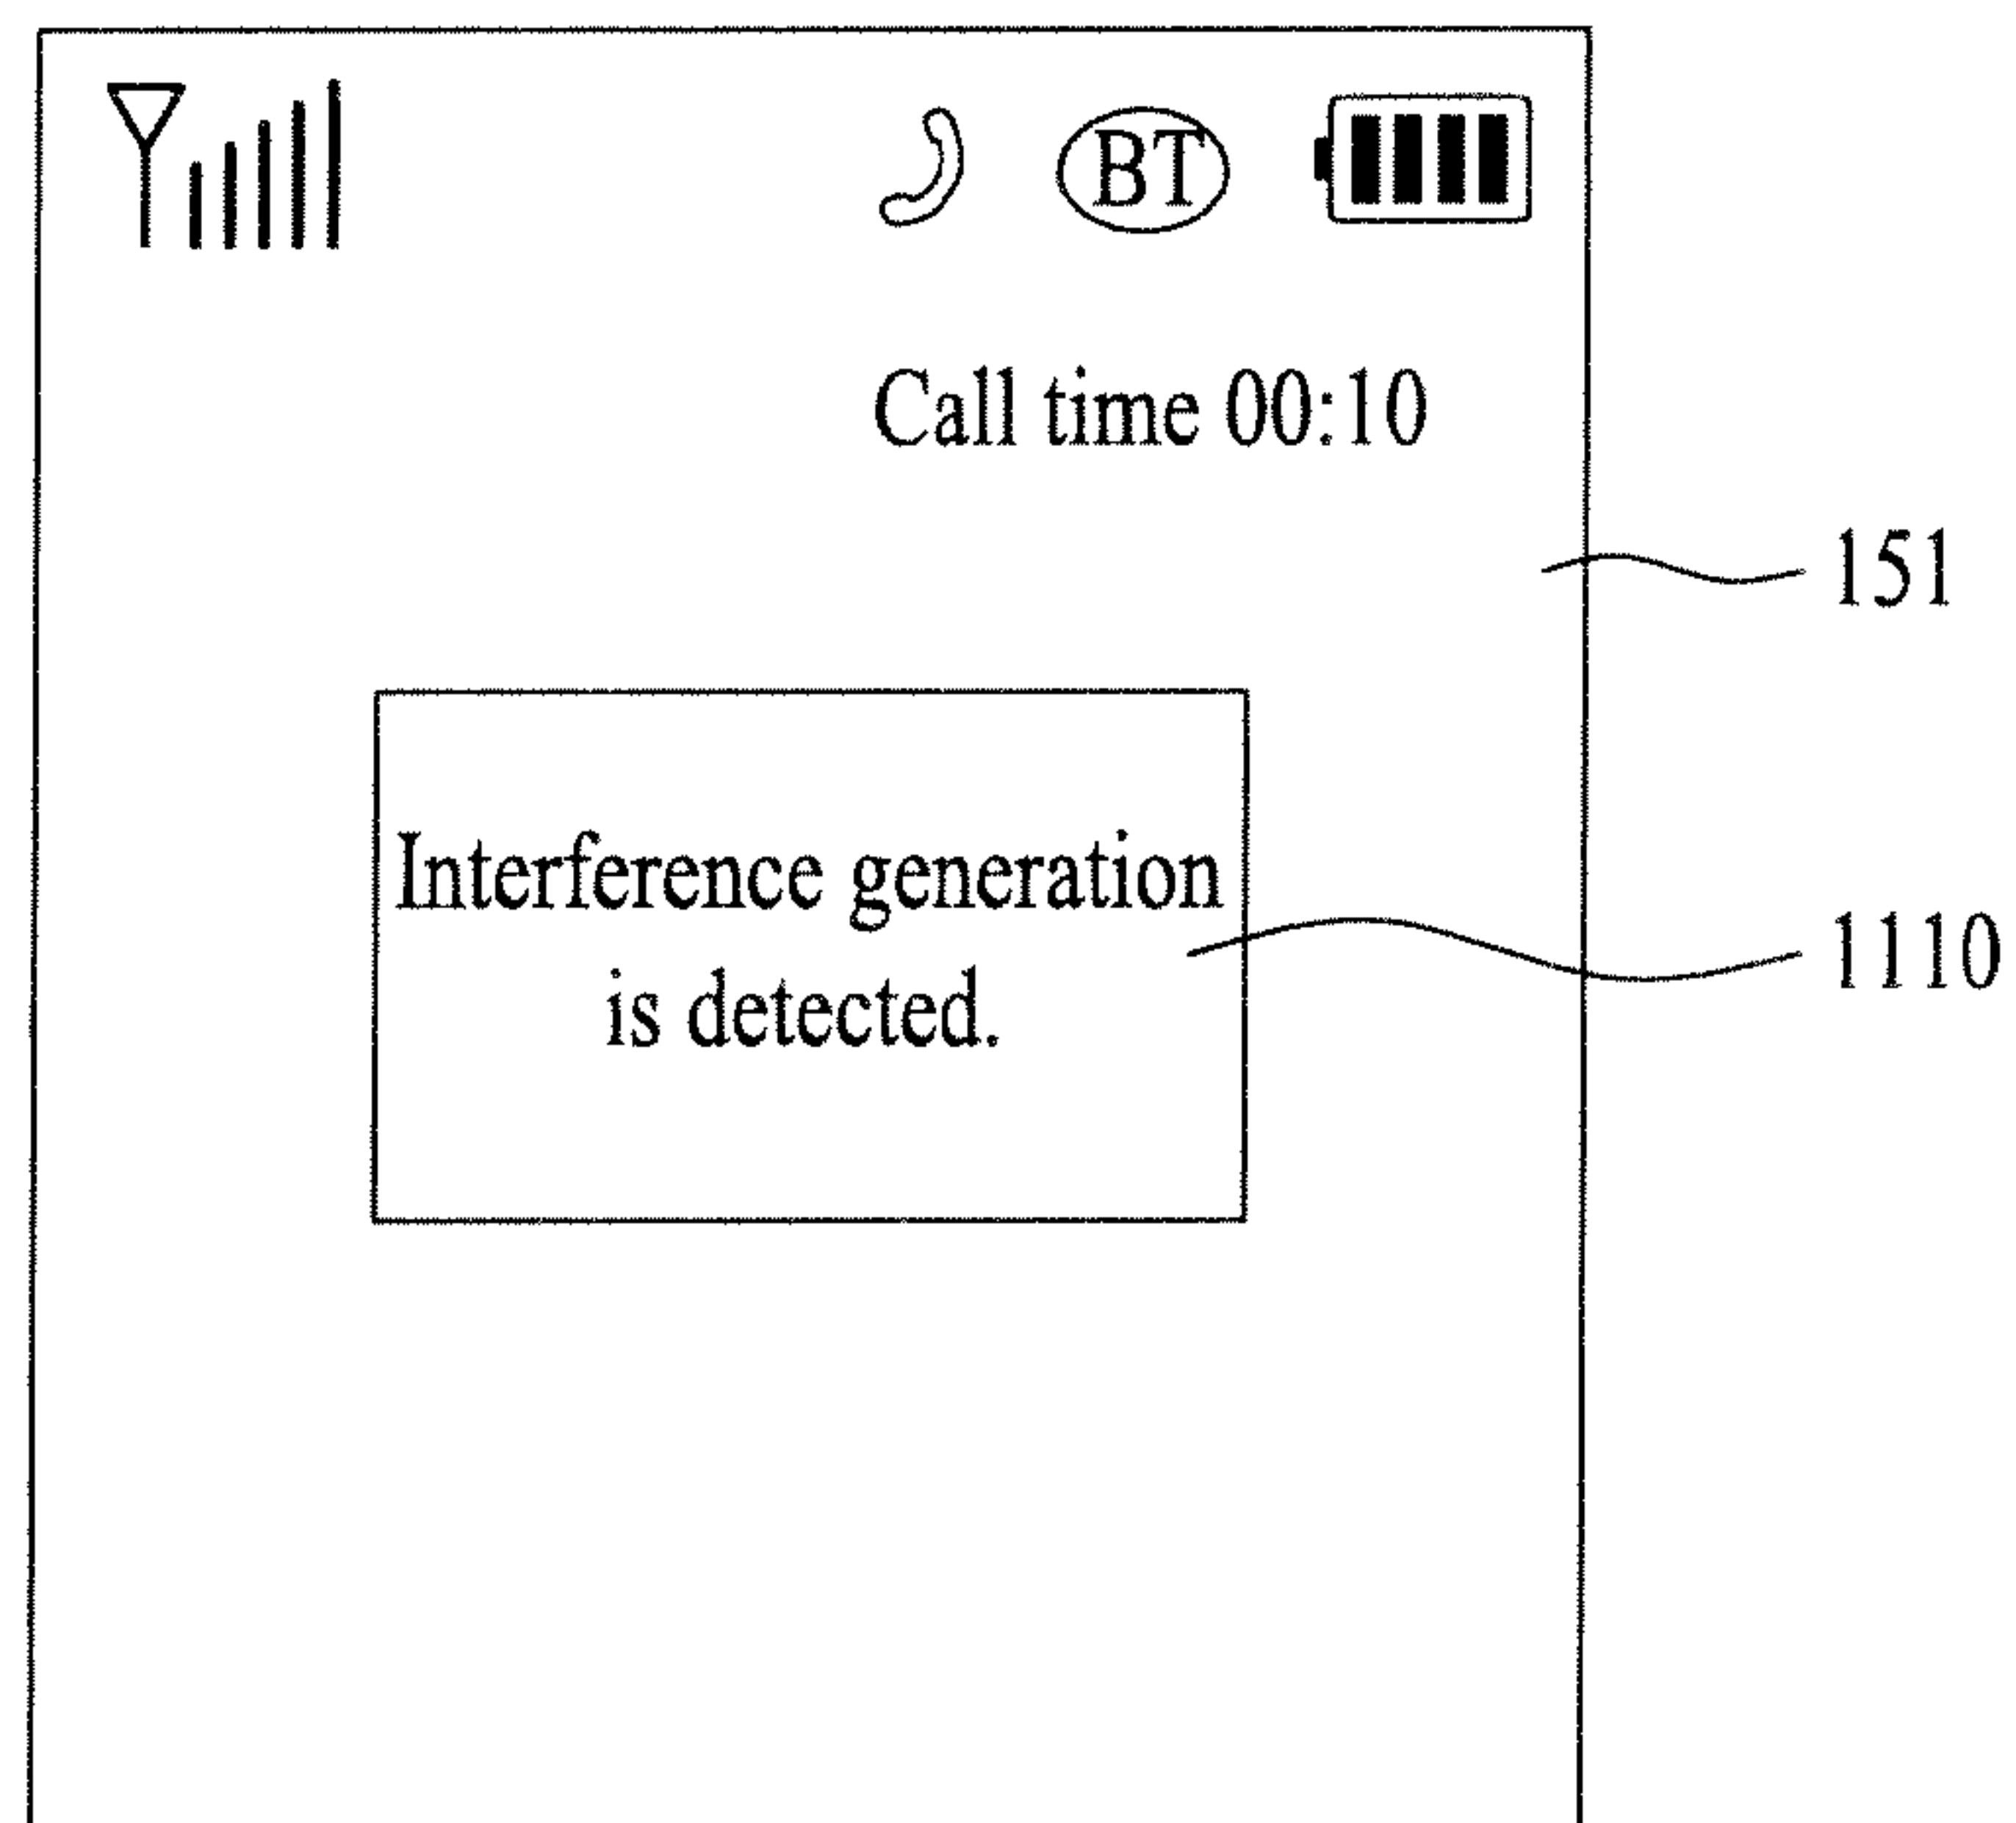 BT
Call time 00:10
151
Interference generation
is detected.
1110